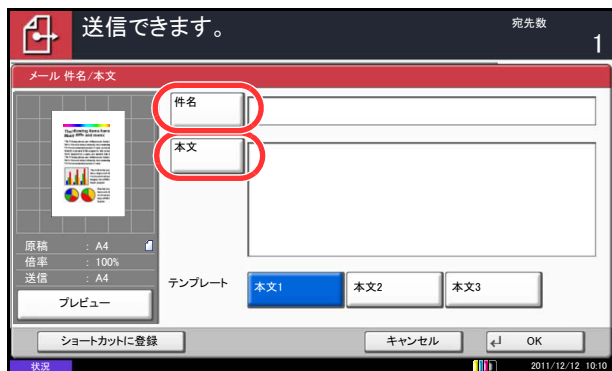 送信できます。
宛先数
1
メール 件名/本文
件名
本文
原稿 : A4
倍率 : 100%
送信 : A4
プレビュー
テンプレート
本文1
本文2
本文3
ショートカットに登録
キャンセル
OK
状況
2011/12/12 10:10